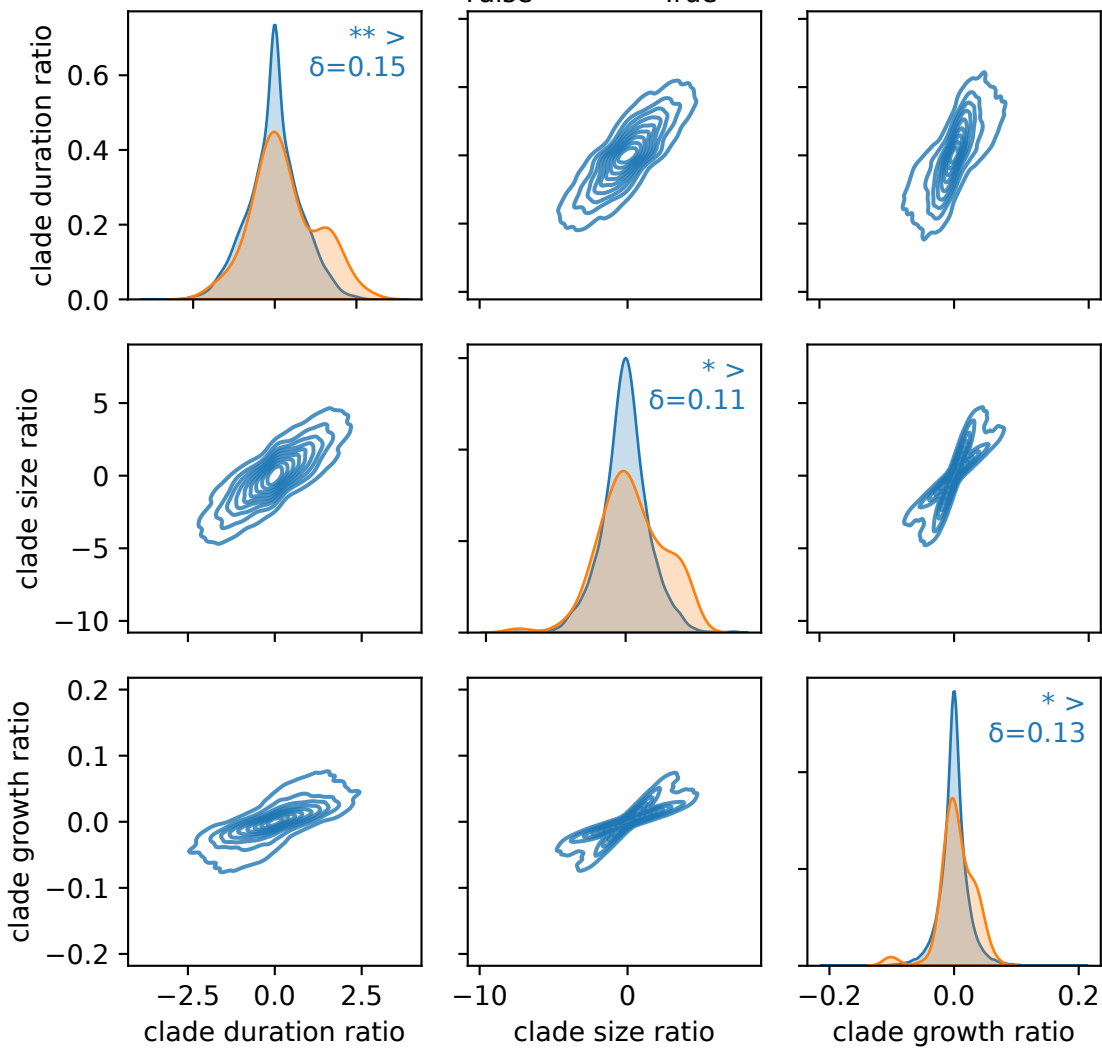 True
clade duration ratio
0.6
0.4
0.2
0.0
** >
δ=0.15
clade size ratio
5
0
−5
−10
* >
δ=0.11
clade growth ratio
0.2
0.1
0.0
−0.1
−0.2
* >
δ=0.13
−2.5
0.0
2.5
−10
0
−0.2
0.0
0.2
clade duration ratio
clade size ratio
clade growth ratio